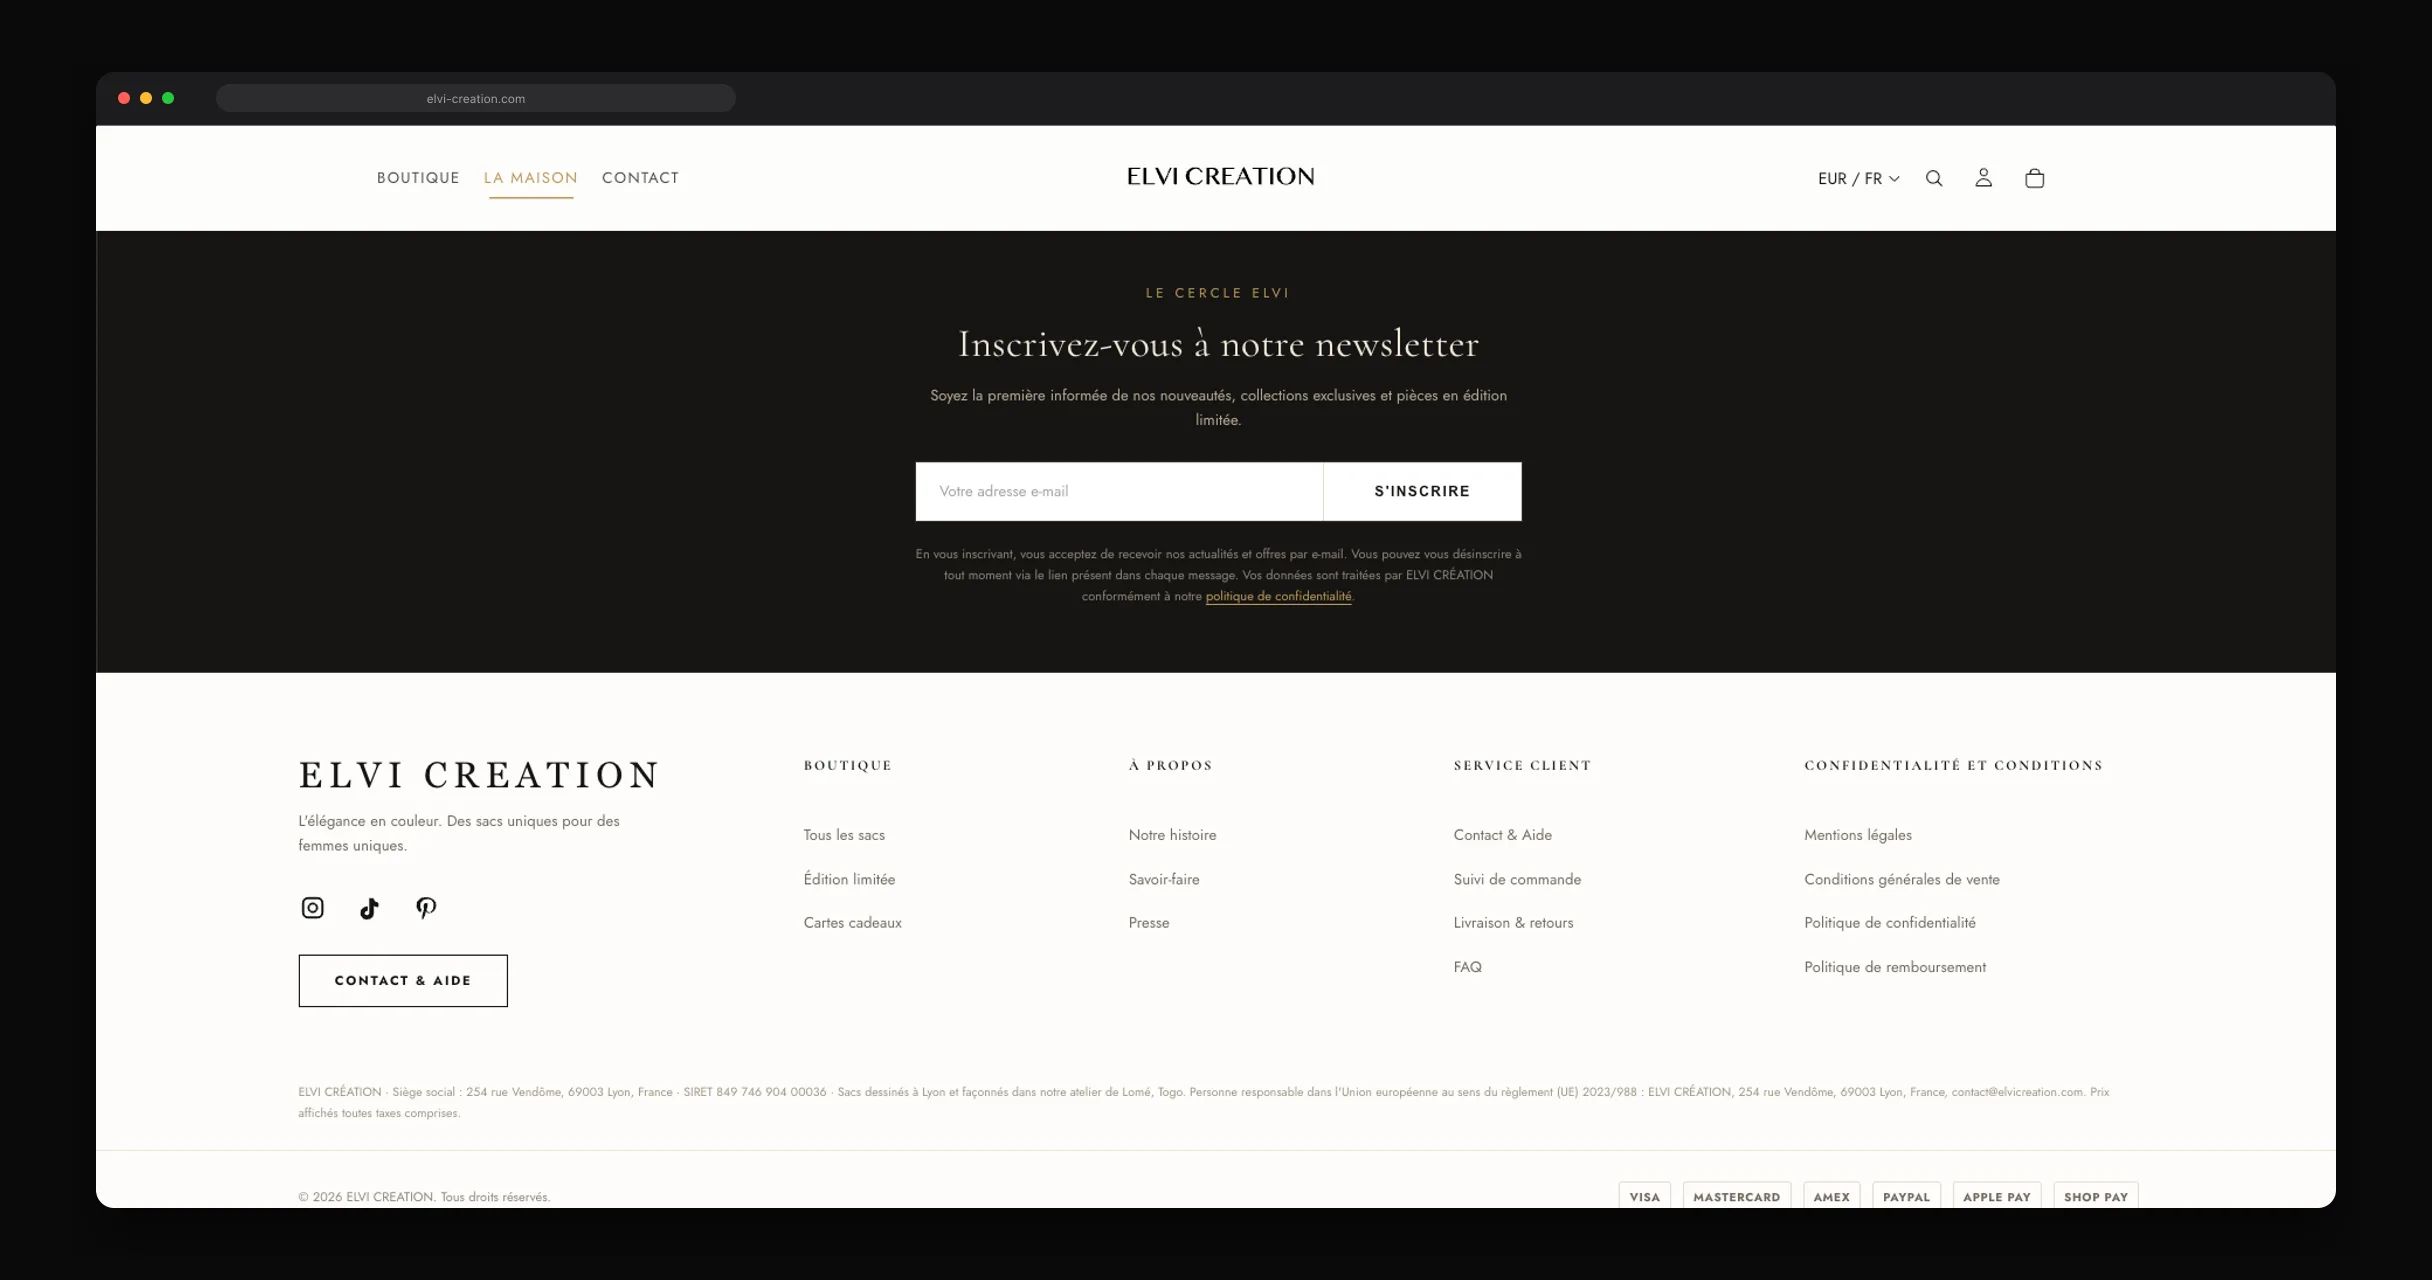 elvi-creation.com
BOUTIQUE LA MAISON CONTACT
ELVI CREATION
EUR / FR
LE CERCLE ELVI
Inscrivez-vous à notre newsletter
Soyez la première informée de nos nouveautés, collections exclusives et pièces en édition
limitée.
Votre adresse e-mail
S'INSCRIRE
En vous inscrivant, vous acceptez de recevoir nos actualités et offres par e-mail. Vous pouvez vous désinscrire à
tout moment via le lien présent dans chaque message. Vos données sont traitées par ELVI CRÉATION
conformément à notre politique de confidentialité.
ELVI CREATION
L'élégance en couleur. Des sacs uniques pour des
femmes uniques.
CONTACT & AIDE
BOUTIQUE
Tous les sacs
Édition limitée
Cartes cadeaux
À PROPOS
Notre histoire
Savoir-faire
Presse
SERVICE CLIENT
Contact & Aide
Suivi de commande
Livraison & retours
FAQ
CONFIDENTIALITÉ ET CONDITIONS
Mentions légales
Conditions générales de vente
Politique de confidentialité
Politique de remboursement
ELVI CRÉATION · Siège social : 254 rue Vendôme, 69003 Lyon, France · SIRET 849 746 904 00036 · Sacs dessinés à Lyon et façonnés dans notre atelier de Lomé, Togo. Personne responsable dans l'Union européenne au sens du règlement (UE) 2023/988 : ELVI CRÉATION, 254 rue Vendôme, 69003 Lyon, France, contact@elvicreation.com. Prix
affichés toutes taxes comprises.
© 2026 ELVI CREATION. Tous droits réservés.
VISA MASTERCARD AMEX PAYPAL APPLE PAY SHOP PAY